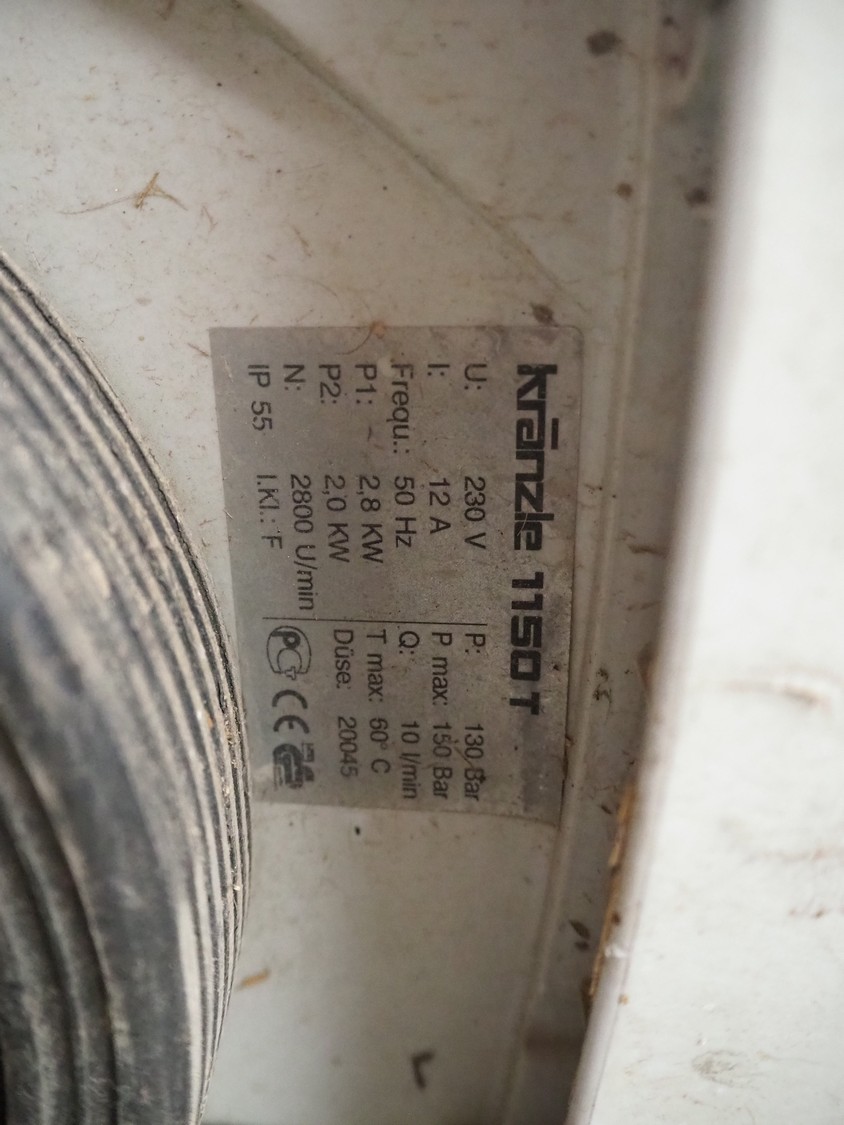 kränzle 1150 T
U: 230 V P: 130 Bar
I: 12 A P max: 150 Bar
Frequ.: 50 Hz Q: 10 l/min
P1: 2,8 KW T max: 60° C
P2: 2,0 KW Düse: 20045
N: 2800 U/min
IP 55 I.Kl.: F CE